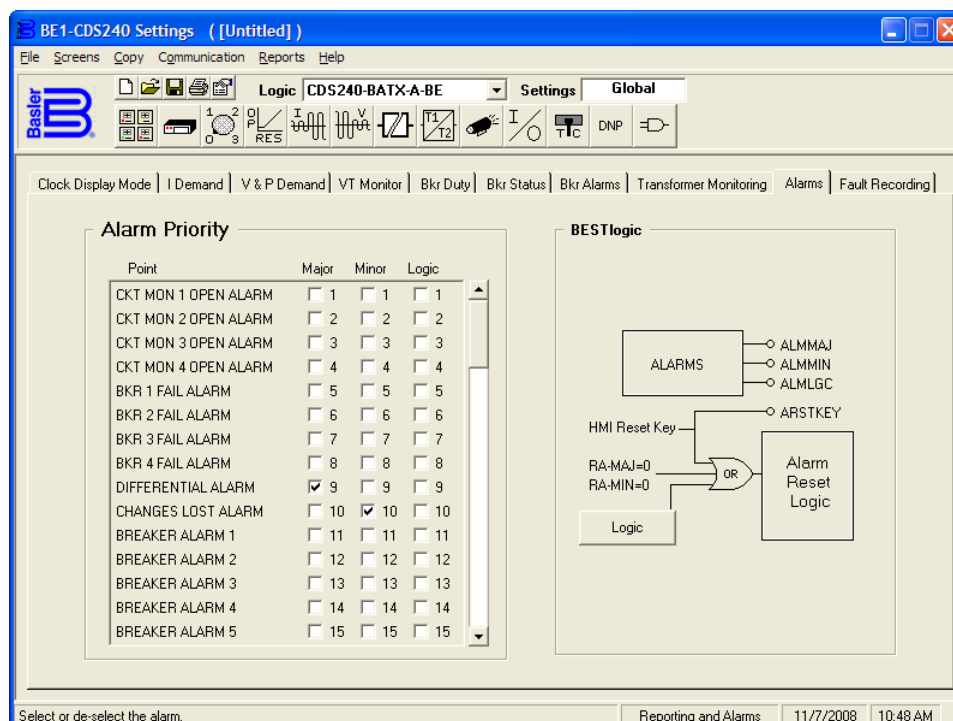 BE1-CDS240 Settings ( [Untitled] )
File Screens Copy Communication Reports Help
Basler
Logic CDS240-BATX-A-BE Settings Global
0 1 2 3 O P RES I V T1 T2 I O T C DNP
Clock Display Mode I Demand V & P Demand VT Monitor Bkr Duty Bkr Status Bkr Alarms Transformer Monitoring Alarms Fault Recording
Alarm Priority
Point Major Minor Logic
CKT MON 1 OPEN ALARM 1 1 1
CKT MON 2 OPEN ALARM 2 2 2
CKT MON 3 OPEN ALARM 3 3 3
CKT MON 4 OPEN ALARM 4 4 4
BKR 1 FAIL ALARM 5 5 5
BKR 2 FAIL ALARM 6 6 6
BKR 3 FAIL ALARM 7 7 7
BKR 4 FAIL ALARM 8 8 8
DIFFERENTIAL ALARM 9 9 9
CHANGES LOST ALARM 10 10 10
BREAKER ALARM 1 11 11 11
BREAKER ALARM 2 12 12 12
BREAKER ALARM 3 13 13 13
BREAKER ALARM 4 14 14 14
BREAKER ALARM 5 15 15 15
BESTlogic
ALARMS
ALMMAJ
ALMMIN
ALMLGC
ARSTKEY
HMI Reset Key
RA-MAJ=0
RA-MIN=0
OR
Alarm
Reset
Logic
Logic
Select or de-select the alarm. Reporting and Alarms 11/7/2008 10:48 AM